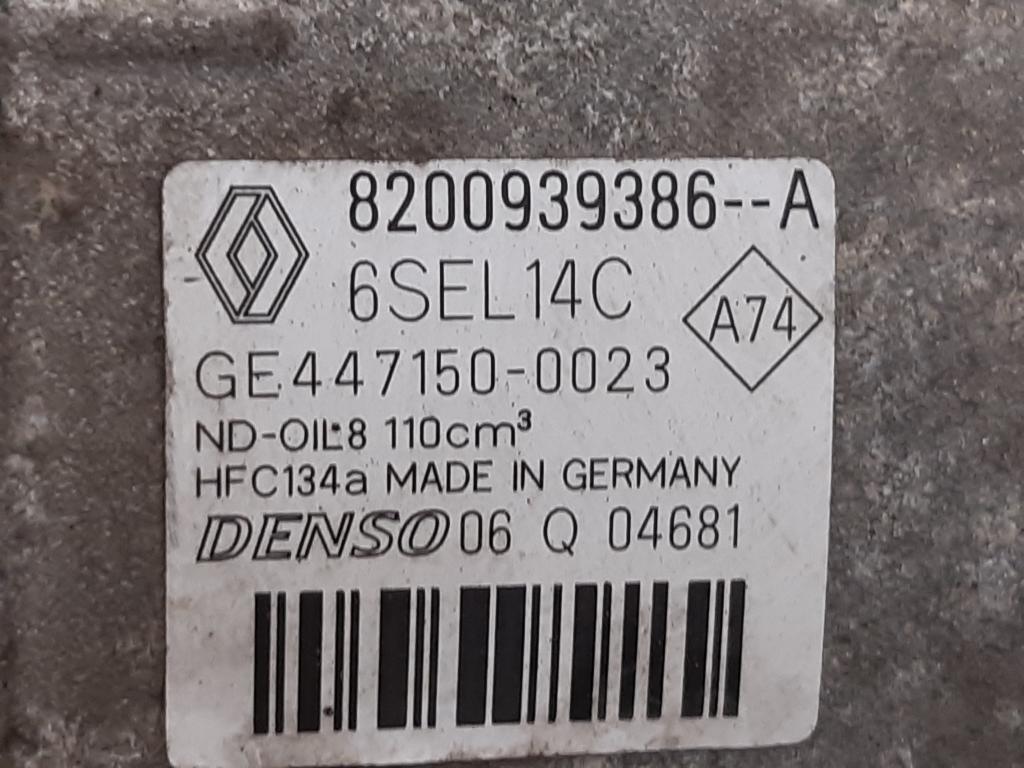 8200939386--A
6SEL14C
A74
GE447150-0023
ND-OIL8 110cm³
HFC134a MADE IN GERMANY
DENSO 06 Q 04681